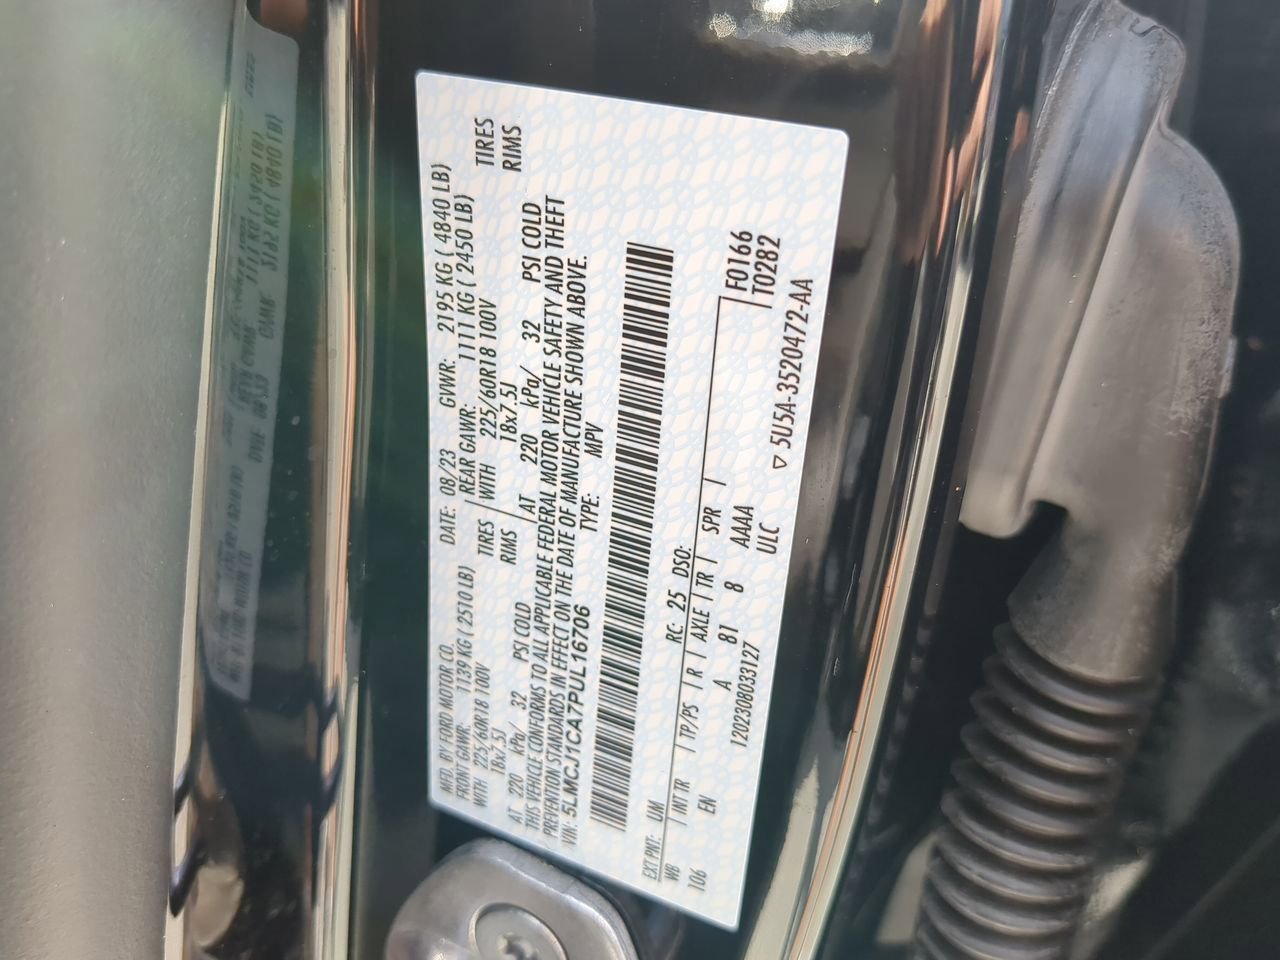 MFD. BY FORD MOTOR CO.
DATE: 08/23 GVWR: 2195 KG ( 4840 LB)
FRONT GAWR: 1139 KG ( 2510 LB)
REAR GAWR: 1111 KG ( 2450 LB)
WITH 225/60R18 100V TIRES
WITH 225/60R18 100V TIRES
18x7.5J RIMS
18x7.5J RIMS
AT 220 kPa/ 32 PSI COLD
AT 220 kPa/ 32 PSI COLD
THIS VEHICLE CONFORMS TO ALL APPLICABLE FEDERAL MOTOR VEHICLE SAFETY AND THEFT
PREVENTION STANDARDS IN EFFECT ON THE DATE OF MANUFACTURE SHOWN ABOVE.
VIN: 5LMCJ1CA7PUL16706 TYPE: MPV
EXT PNT: UM RC: 25 DSO: F0166
WB | INT TR | TP/PS | R | AXLE | TR | SPR | T0282
106 EN A B1 8 AAAA
1202308033127 ULC
▽ 5U5A-3520472-AA